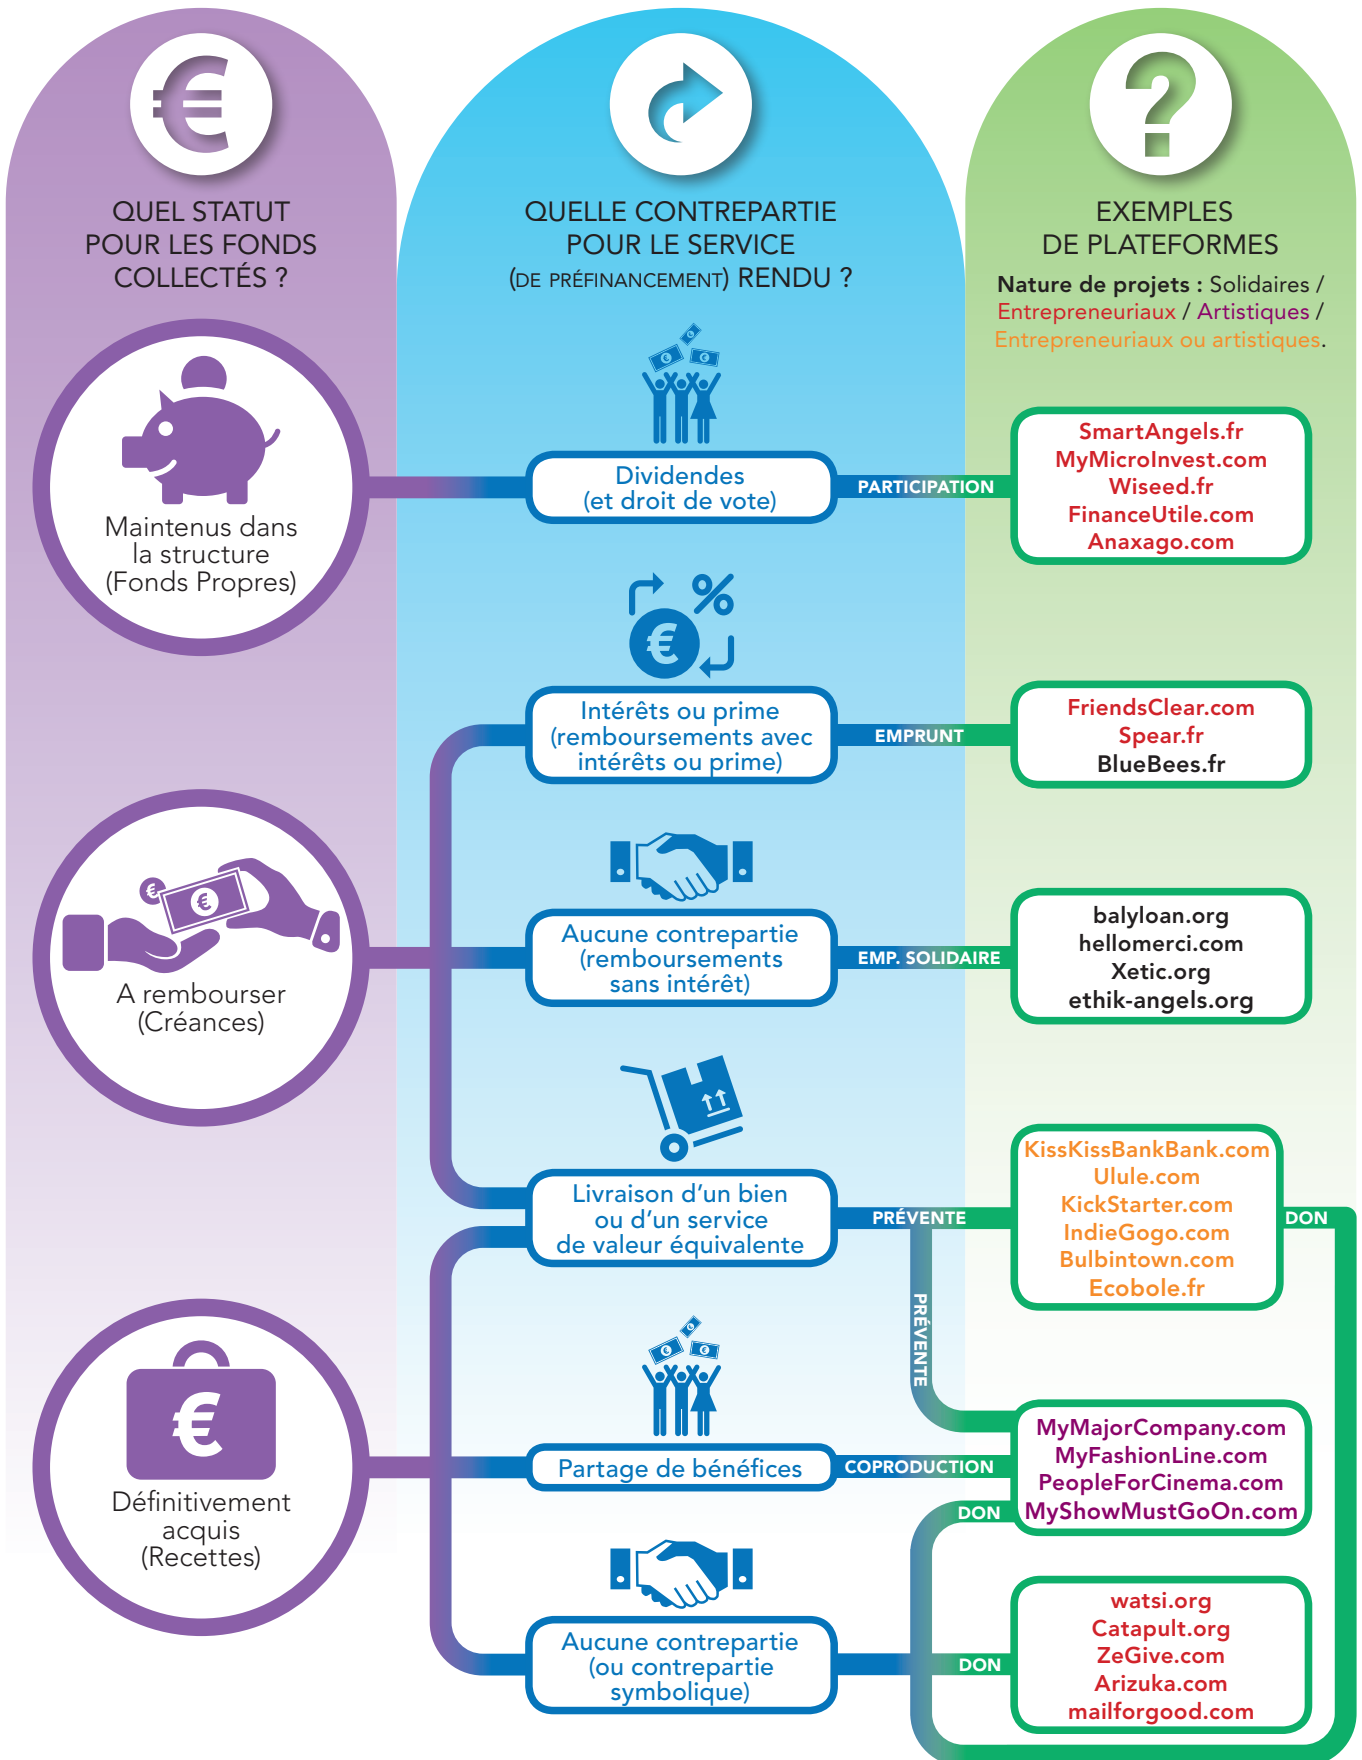 QUEL STATUT
POUR LES FONDS
COLLECTÉS ?
Maintenus dans
la structure
(Fonds Propres)
A rembourser
(Créances)
Définitivement
acquis
(Recettes)
QUELLE CONTREPARTIE
POUR LE SERVICE
(DE PRÉFINANCEMENT) RENDU ?
Dividendes
(et droit de vote)
PARTICIPATION
Intérêts ou prime
(remboursements avec
intérêts ou prime)
EMPRUNT
Aucune contrepartie
(remboursements
sans intérêt)
EMP. SOLIDAIRE
Livraison d'un bien
ou d'un service
de valeur équivalente
PRÉVENTE
PRÉVENTE
Partage de bénéfices
COPRODUCTION
DON
Aucune contrepartie
(ou contrepartie
symbolique)
DON
EXEMPLES
DE PLATEFORMES
Nature de projets : Solidaires /
Entrepreneuriaux / Artistiques /
Entrepreneuriaux ou artistiques.
SmartAngels.fr
MyMicroInvest.com
Wiseed.fr
FinanceUtile.com
Anaxago.com
FriendsClear.com
Spear.fr
BlueBees.fr
balyloan.org
hellomerci.com
Xetic.org
ethik-angels.org
KissKissBankBank.com
Ulule.com
KickStarter.com
IndieGogo.com
Bulbintown.com
Ecobole.fr
DON
MyMajorCompany.com
MyFashionLine.com
PeopleForCinema.com
MyShowMustGoOn.com
watsi.org
Catapult.org
ZeGive.com
Arizuka.com
mailforgood.com